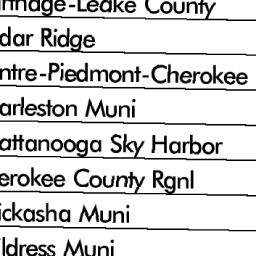 rthage-Leake County
dar Ridge
ntre-Piedmont-Cherokee
arleston Muni
attanooga Sky Harbor
erokee County Rgnl
ickasha Muni
ldress Muni